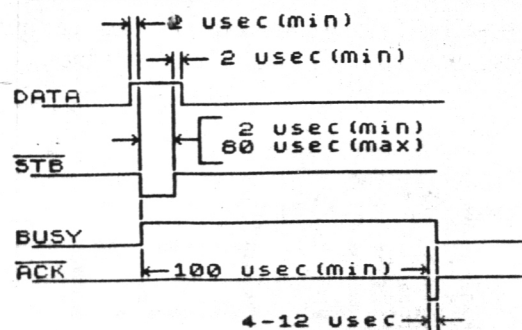 2 usec(min)
2 usec(min)
DATA
2 usec(min)
80 usec(max)
STB
BUSY
ACK
100 usec(min)
4-12 usec